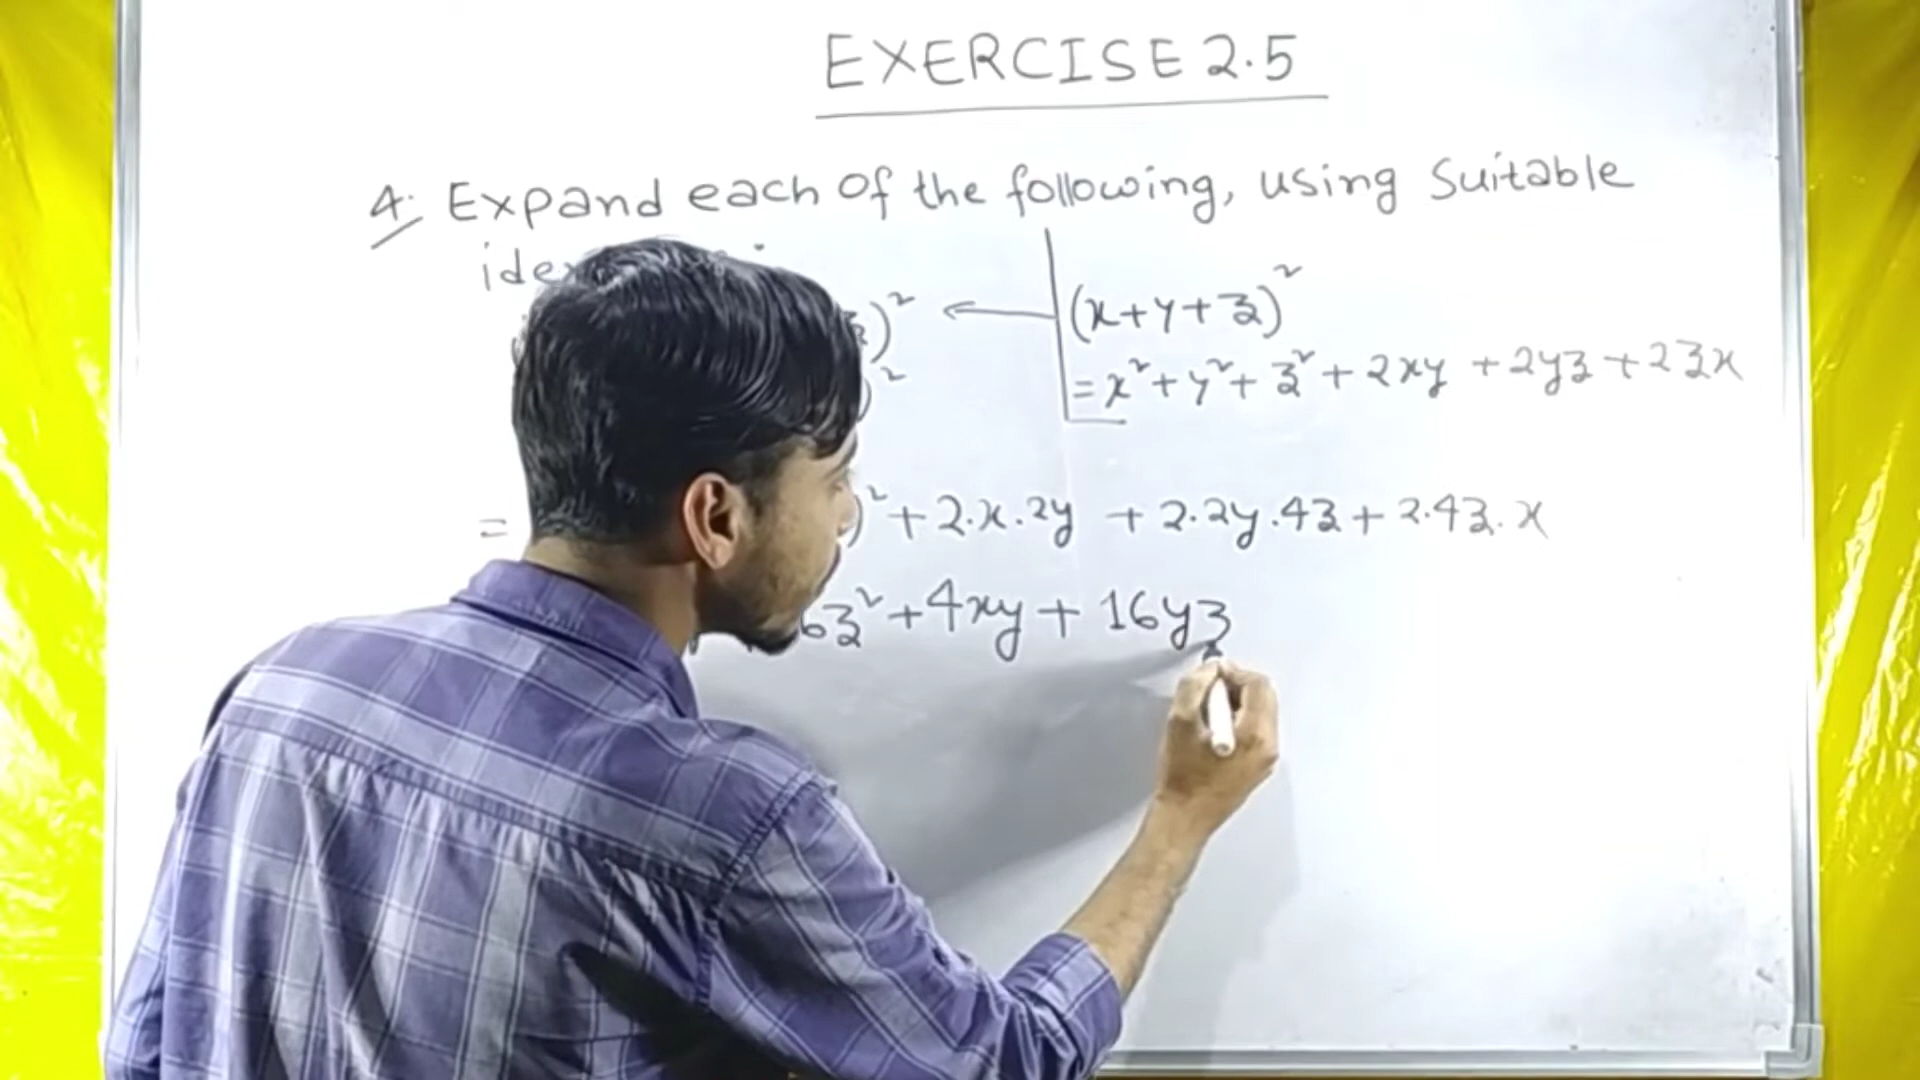 EXERCISE 2.5
4. Expand each of the following, using Suitable
)²
(x+y+z)²
)²
= x²+y²+z²+2xy+2yz+2zx
= )²+2.x.2y+2.2y.4z+2.4z.x
6z²+4xy+16yz